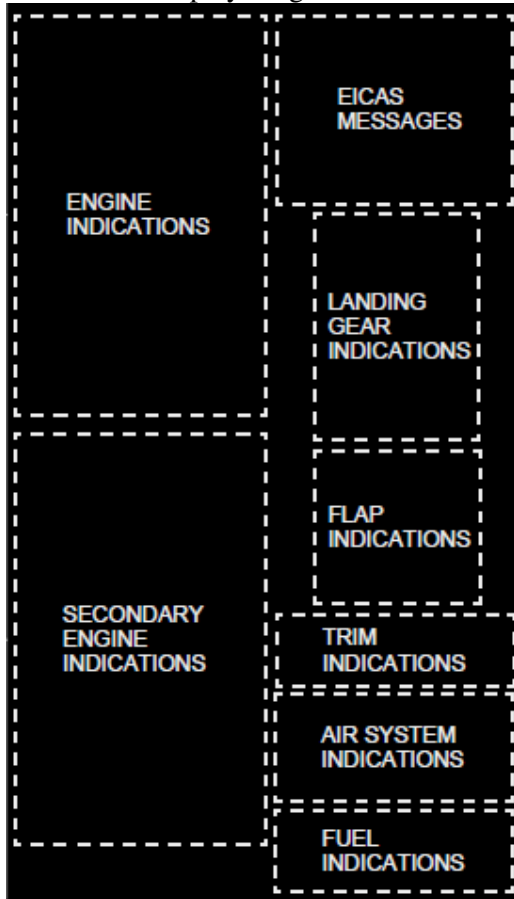 ENGINE
INDICATIONS
SECONDARY
ENGINE
INDICATIONS
EICAS
MESSAGES
LANDING
GEAR
INDICATIONS
FLAP
INDICATIONS
TRIM
INDICATIONS
AIR SYSTEM
INDICATIONS
FUEL
INDICATIONS